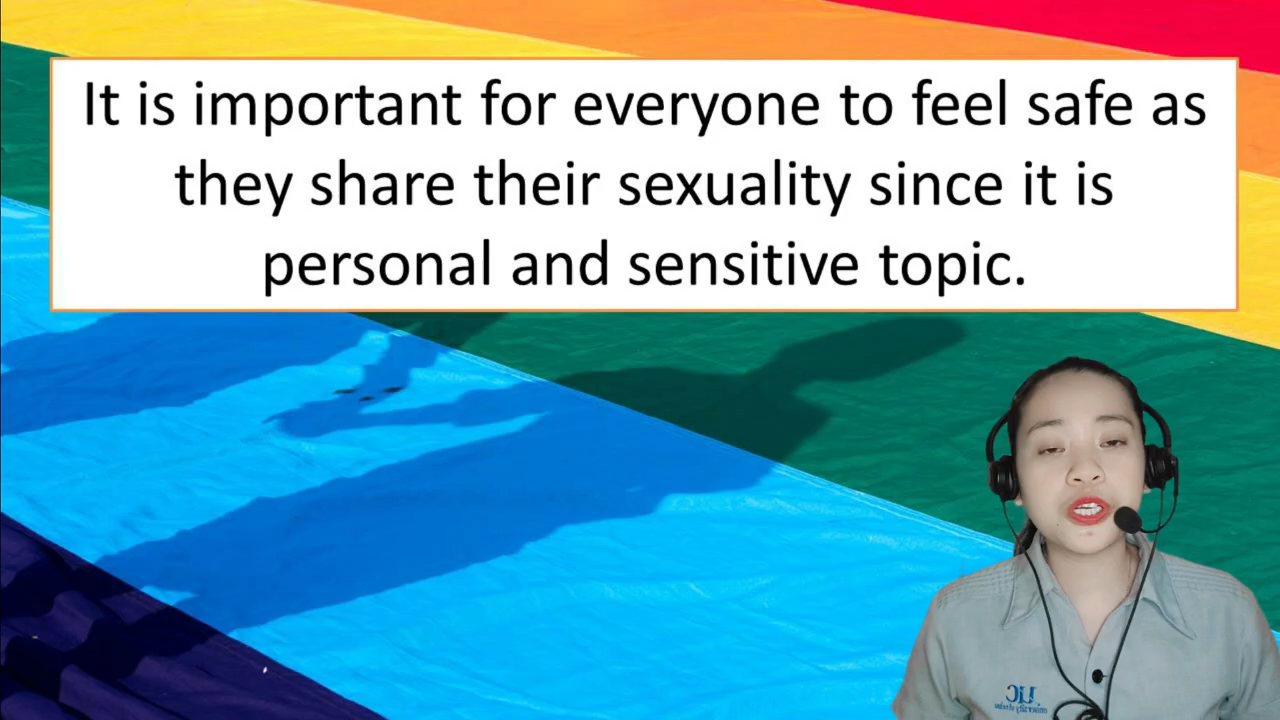 It is important for everyone to feel safe as
they share their sexuality since it is
personal and sensitive topic.